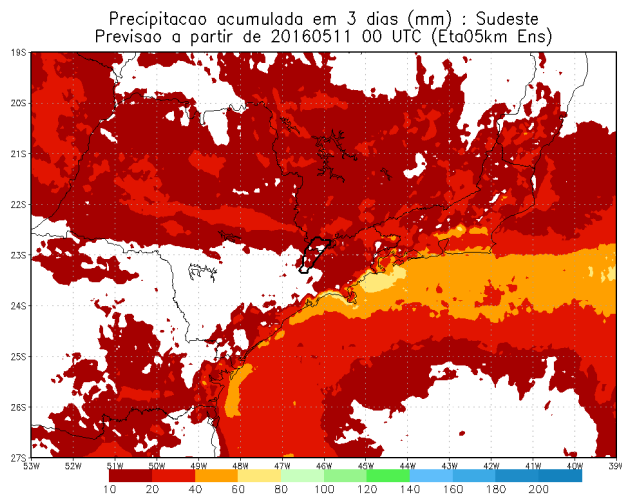 Precipitacao acumulada em 3 dias (mm) : Sudeste
Previsao a partir de 20160511 00 UTC (Eta05km Ens)
19S
20S
21S
22S
23S
24S
25S
26S
27S
53W 52W 51W 50W 49W 48W 47W 46W 45W 44W 43W 42W 41W 40W 39W
10 20 40 60 80 100 120 140 160 180 200